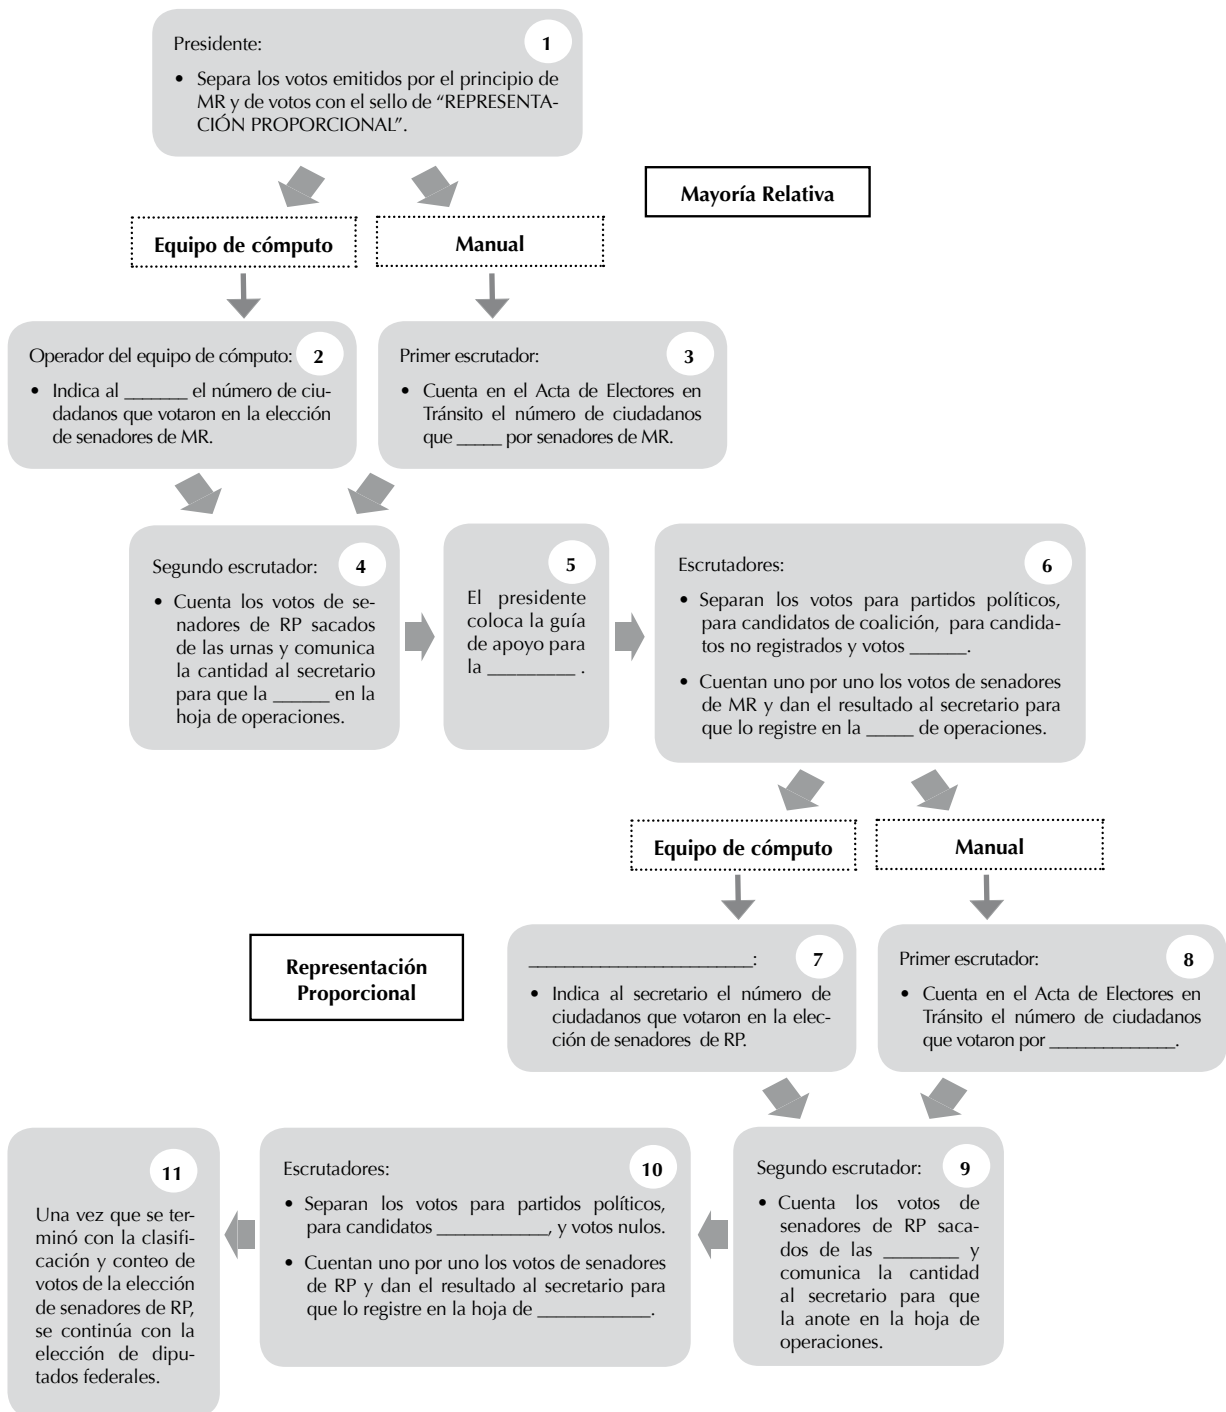 Presidente:
1
• Separa los votos emitidos por el principio de
MR y de votos con el sello de “REPRESENTA-
CIÓN PROPORCIONAL”.
Mayoría Relativa
Equipo de cómputo
Manual
Operador del equipo de cómputo:
2
• Indica al _______ el número de ciu-
dadanos que votaron en la elección
de senadores de MR.
Primer escrutador:
3
• Cuenta en el Acta de Electores en
Tránsito el número de ciudadanos
que _____ por senadores de MR.
Segundo escrutador:
4
• Cuenta los votos de se-
nadores de RP sacados
de las urnas y comunica
la cantidad al secretario
para que la ______ en la
hoja de operaciones.
5
El presidente
coloca la guía
de apoyo para
la __________ .
Escrutadores:
6
• Separan los votos para partidos políticos,
para candidatos de coalición, para candida-
tos no registrados y votos ______.
• Cuentan uno por uno los votos de senadores
de MR y dan el resultado al secretario para
que lo registre en la _____ de operaciones.
Equipo de cómputo
Manual
Representación
Proporcional
_________________________:
7
• Indica al secretario el número de
ciudadanos que votaron en la elec-
ción de senadores de RP.
Primer escrutador:
8
• Cuenta en el Acta de Electores en
Tránsito el número de ciudadanos
que votaron por ______________.
Segundo escrutador:
9
• Cuenta los votos de
senadores de RP saca-
dos de las ________ y
comunica la cantidad
al secretario para que
la anote en la hoja de
operaciones.
Escrutadores:
10
• Separan los votos para partidos políticos,
para candidatos ____________, y votos nulos.
• Cuentan uno por uno los votos de senadores
de RP y dan el resultado al secretario para
que lo registre en la hoja de ____________.
11
Una vez que se ter-
minó con la clasifi-
cación y conteo de
votos de la elección
de senadores de RP,
se continúa con la
elección de dipu-
tados federales.